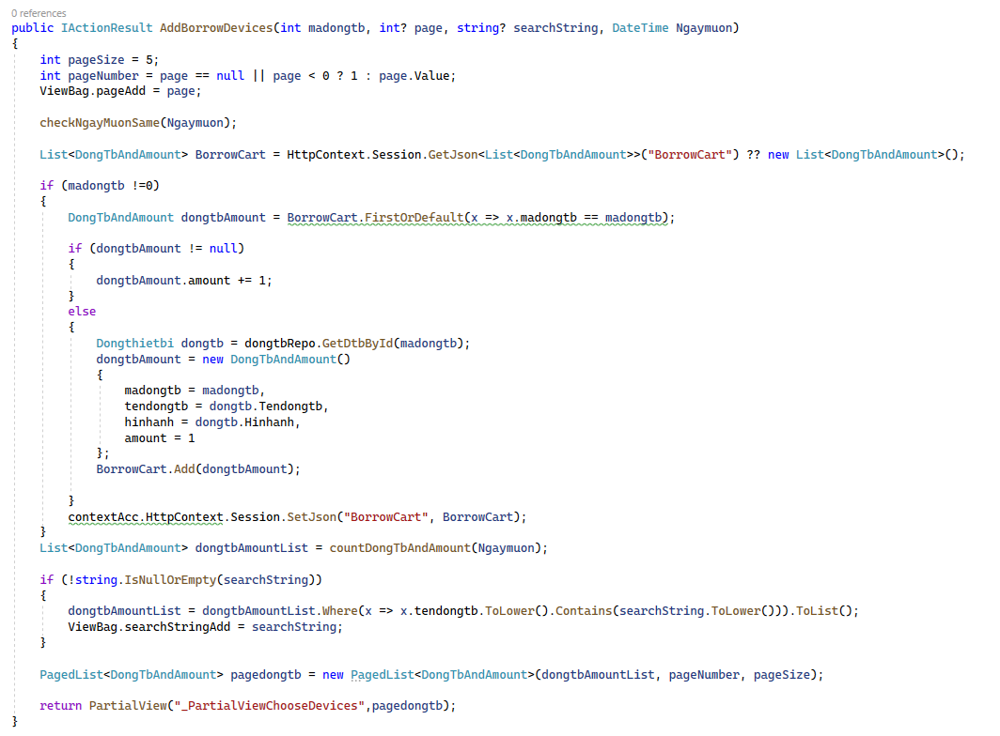 0 references
public IActionResult AddBorrowDevices(int madongtb, int? page, string? searchString, DateTime Ngaymuon)
{
    int pageSize = 5;
    int pageNumber = page == null || page < 0 ? 1 : page.Value;
    ViewBag.pageAdd = page;

    checkNgayMuonSame(Ngaymuon);

    List<DongTbAndAmount> BorrowCart = HttpContext.Session.GetJson<List<DongTbAndAmount>>("BorrowCart") ?? new List<DongTbAndAmount>();

    if (madongtb !=0)
    {
        DongTbAndAmount dongtbAmount = BorrowCart.FirstOrDefault(x => x.madongtb == madongtb);

        if (dongtbAmount != null)
        {
            dongtbAmount.amount += 1;
        }
        else
        {
            Dongthietbi dongtb = dongtbRepo.GetDtbById(madongtb);
            dongtbAmount = new DongTbAndAmount()
            {
                madongtb = madongtb,
                tendongtb = dongtb.Tendongtb,
                hinhanh = dongtb.Hinhanh,
                amount = 1
            };
            BorrowCart.Add(dongtbAmount);

        }
        contextAcc.HttpContext.Session.SetJson("BorrowCart", BorrowCart);
    }
    List<DongTbAndAmount> dongtbAmountList = countDongTbAndAmount(Ngaymuon);

    if (!string.IsNullOrEmpty(searchString))
    {
        dongtbAmountList = dongtbAmountList.Where(x => x.tendongtb.ToLower().Contains(searchString.ToLower())).ToList();
        ViewBag.searchStringAdd = searchString;
    }

    PagedList<DongTbAndAmount> pagedongtb = new PagedList<DongTbAndAmount>(dongtbAmountList, pageNumber, pageSize);

    return PartialView("_PartialViewChooseDevices",pagedongtb);
}